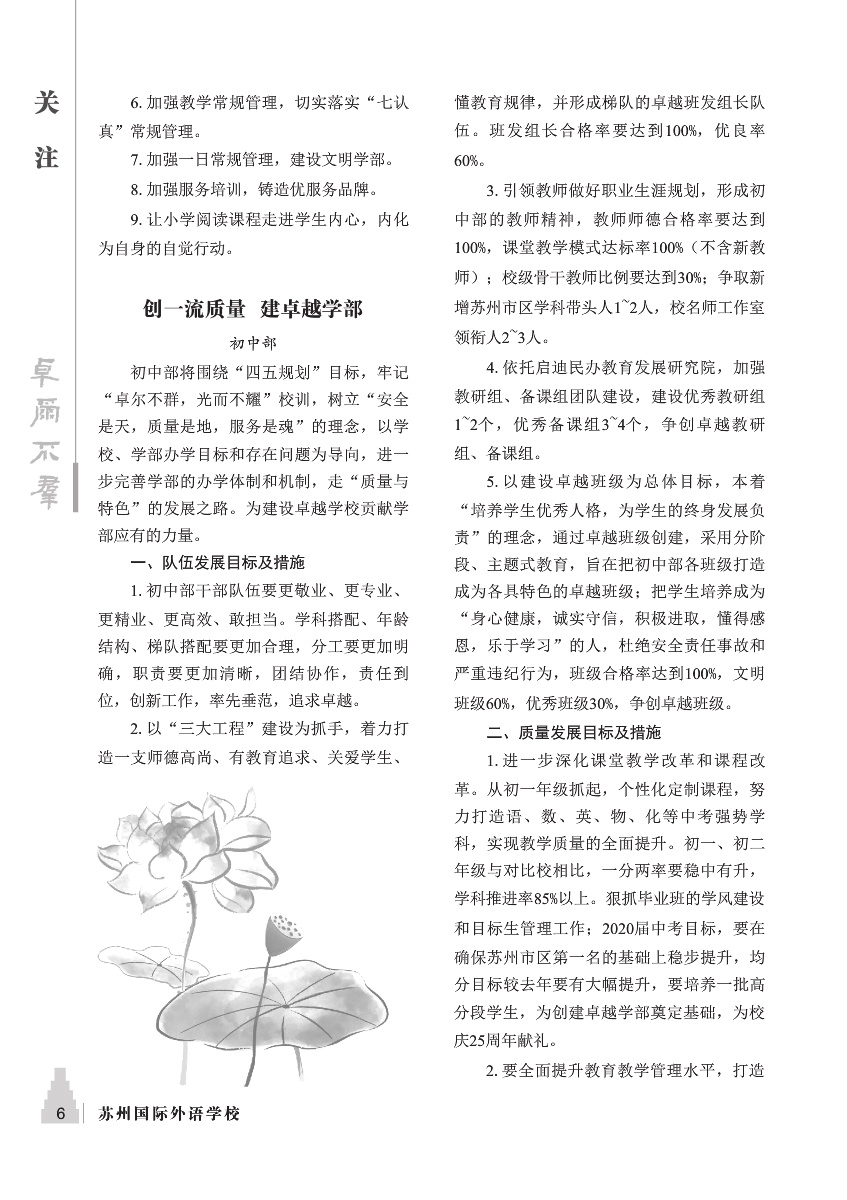 关
注
卓爾不羣
6. 加强教学常规管理，切实落实“七认
真”常规管理。
7. 加强一日常规管理，建设文明学部。
8. 加强服务培训，铸造优服务品牌。
9. 让小学阅读课程走进学生内心，内化
为自身的自觉行动。
创一流质量 建卓越学部
初中部
初中部将围绕“四五规划”目标，牢记
“卓尔不群，光而不耀”校训，树立“安全
是天，质量是地，服务是魂”的理念，以学
校、学部办学目标和存在问题为导向，进一
步完善学部的办学体制和机制，走“质量与
特色”的发展之路。为建设卓越学校贡献学
部应有的力量。
一、队伍发展目标及措施
1. 初中部干部队伍要更敬业、更专业、
更精业、更高效、敢担当。学科搭配、年龄
结构、梯队搭配要更加合理，分工要更加明
确，职责要更加清晰，团结协作，责任到
位，创新工作，率先垂范，追求卓越。
2. 以“三大工程”建设为抓手，着力打
造一支师德高尚、有教育追求、关爱学生、
懂教育规律，并形成梯队的卓越班发组长队
伍。班发组长合格率要达到100%，优良率
60%。
3. 引领教师做好职业生涯规划，形成初
中部的教师精神，教师师德合格率要达到
100%，课堂教学模式达标率100%（不含新教
师）；校级骨干教师比例要达到30%；争取新
增苏州市区学科带头人1~2人，校名师工作室
领衔人2~3人。
4. 依托启迪民办教育发展研究院，加强
教研组、备课组团队建设，建设优秀教研组
1~2个，优秀备课组3~4个，争创卓越教研
组、备课组。
5. 以建设卓越班级为总体目标，本着
“培养学生优秀人格，为学生的终身发展负
责”的理念，通过卓越班级创建，采用分阶
段、主题式教育，旨在把初中部各班级打造
成为各具特色的卓越班级；把学生培养成为
“身心健康，诚实守信，积极进取，懂得感
恩，乐于学习”的人，杜绝安全责任事故和
严重违纪行为，班级合格率达到100%，文明
班级60%，优秀班级30%，争创卓越班级。
二、质量发展目标及措施
1. 进一步深化课堂教学改革和课程改
革。从初一年级抓起，个性化定制课程，努
力打造语、数、英、物、化等中考强势学
科，实现教学质量的全面提升。初一、初二
年级与对比校相比，一分两率要稳中有升，
学科推进率85%以上。狠抓毕业班的学风建设
和目标生管理工作；2020届中考目标，要在
确保苏州市区第一名的基础上稳步提升，均
分目标较去年要有大幅提升，要培养一批高
分段学生，为创建卓越学部奠定基础，为校
庆25周年献礼。
2. 要全面提升教育教学管理水平，打造
6 苏州国际外语学校